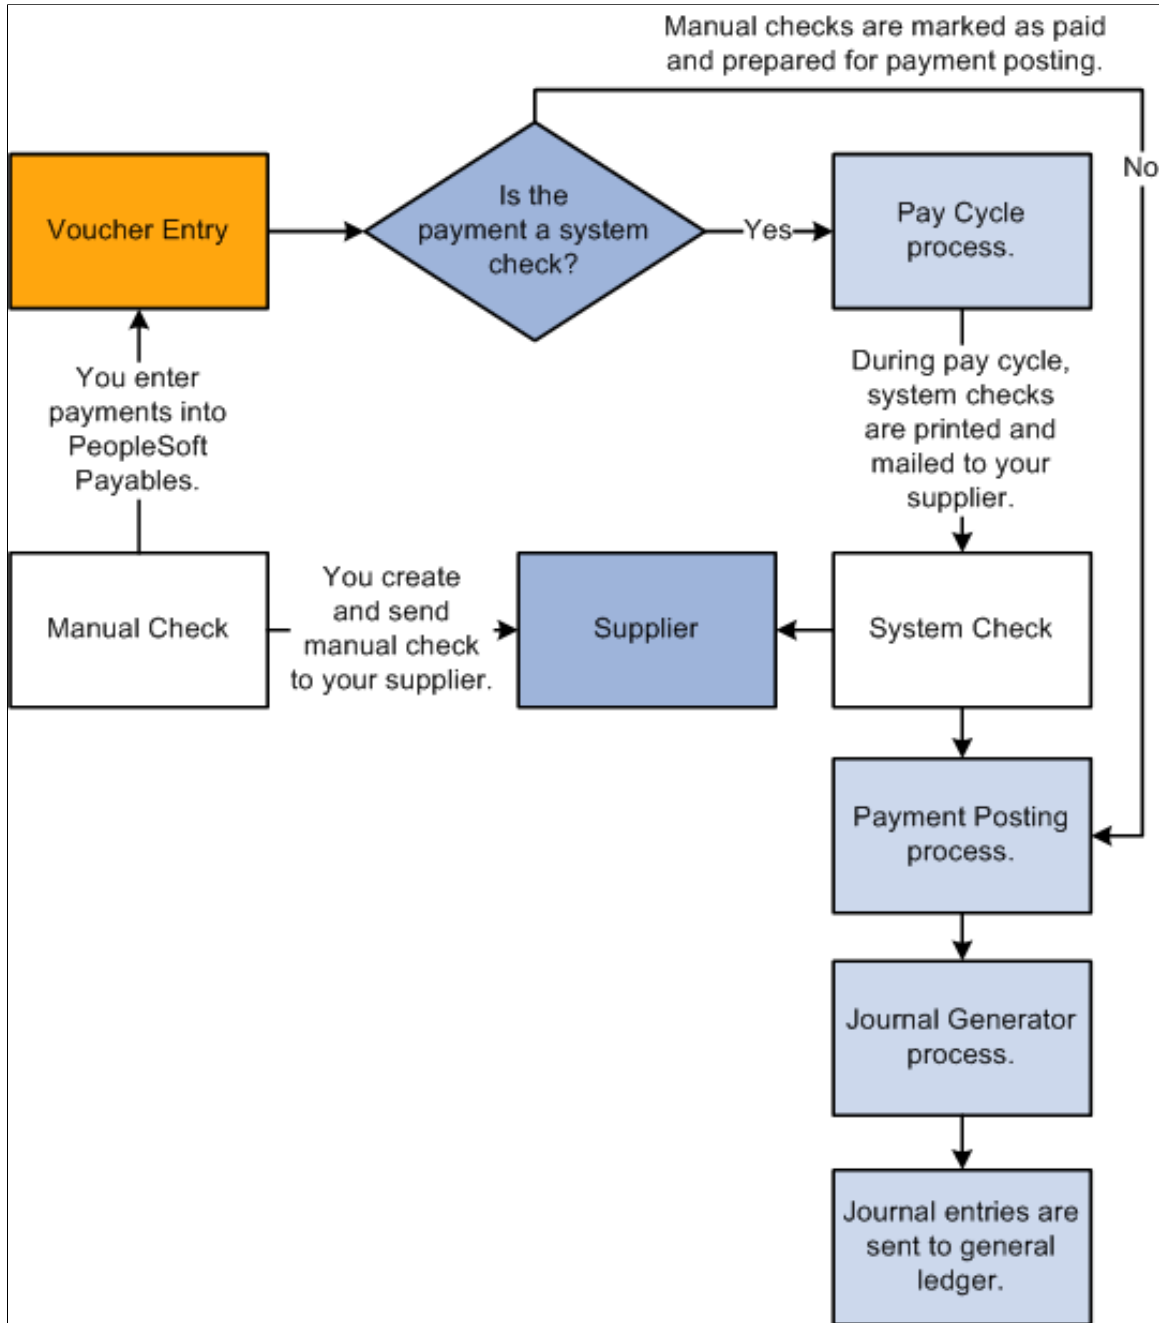 Manual checks are marked as paid
and prepared for payment posting.
No
Voucher Entry
Is the
payment a system
check?
Yes
Pay Cycle
process.
You enter
payments into
PeopleSoft
Payables.
During pay cycle,
system checks
are printed and
mailed to your
supplier.
Manual Check
You create
and send
manual check
to your supplier.
Supplier
System Check
Payment Posting
process.
Journal Generator
process.
Journal entries are
sent to general
ledger.